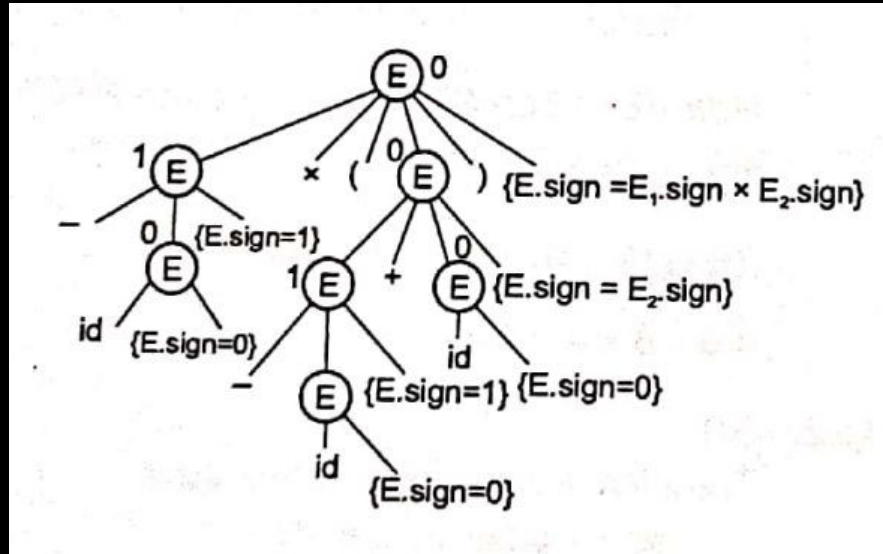 E 0
1 E × ( 0 E ) {E.sign =E₁.sign × E₂.sign}
– 0 E {E.sign=1} 1 E + 0 E {E.sign = E₂.sign}
id {E.sign=0} – E {E.sign=1} id {E.sign=0}
id {E.sign=0}